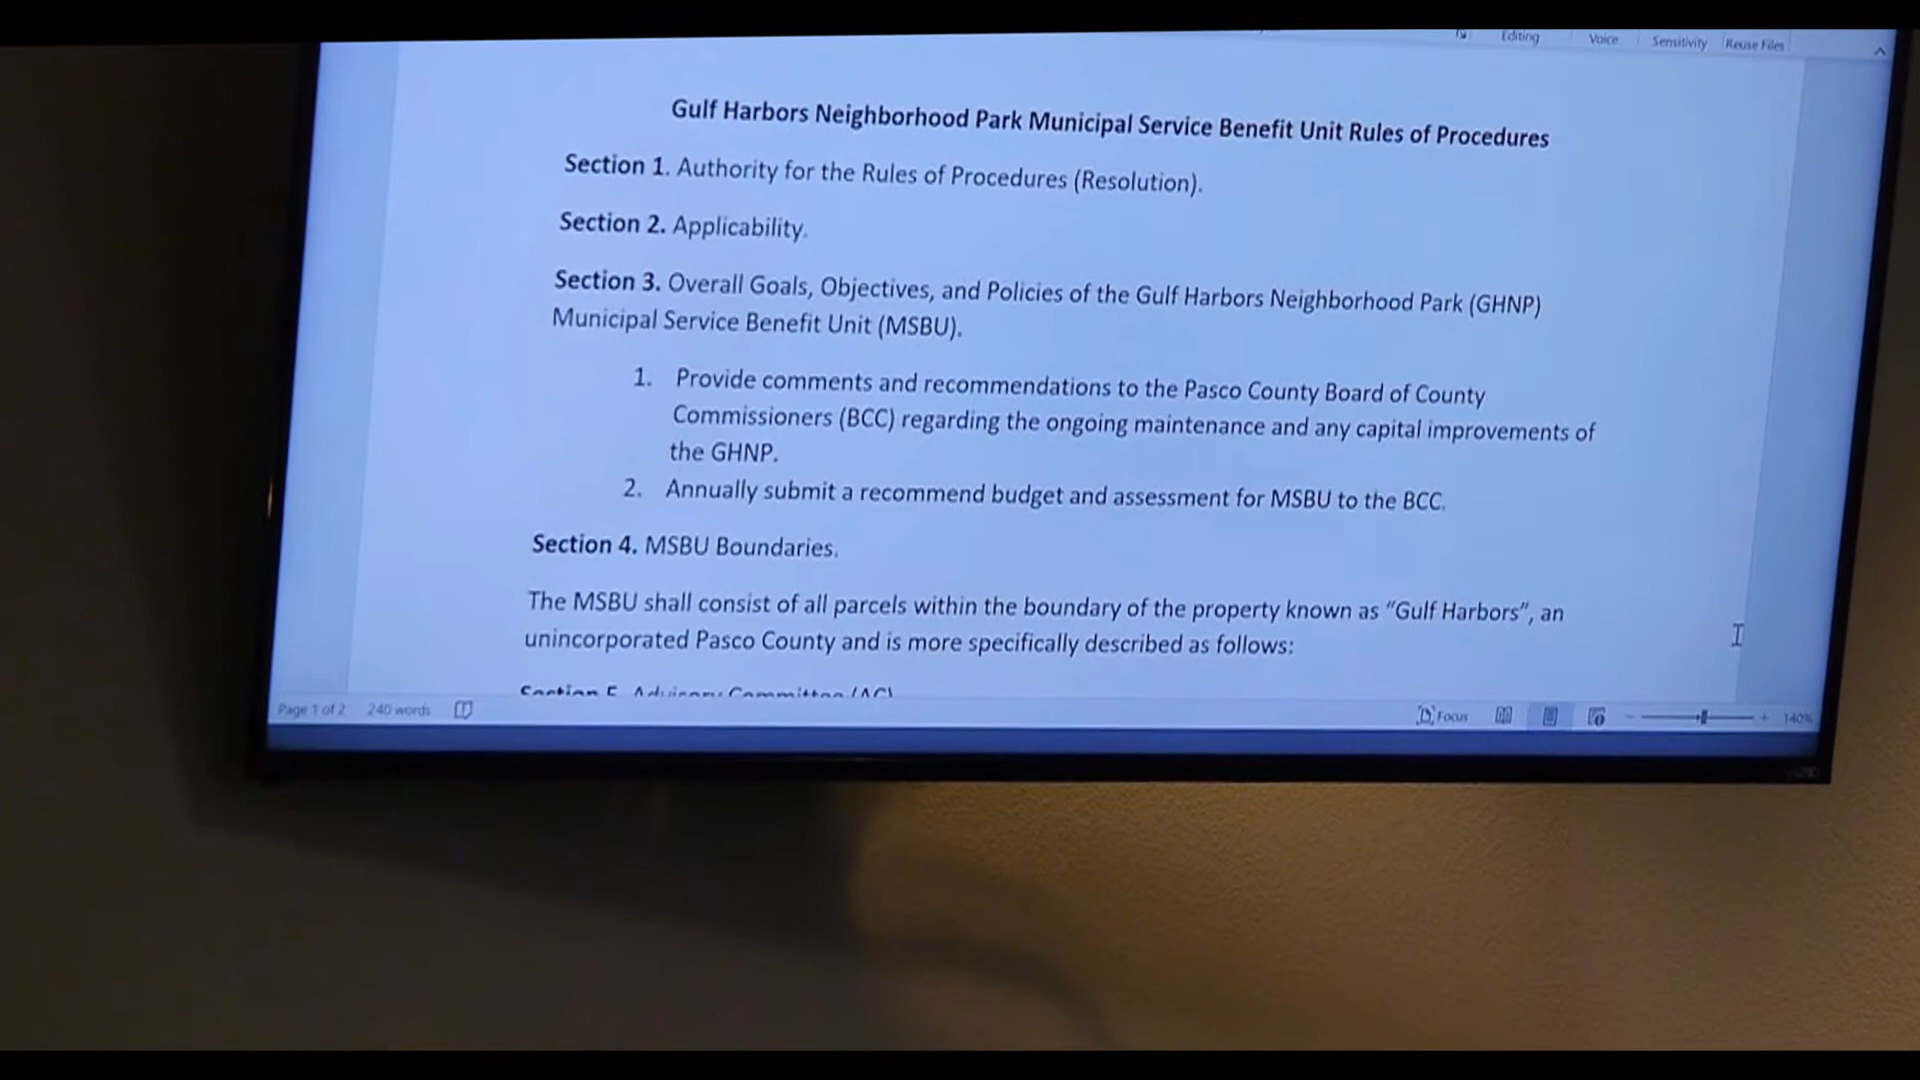 Editing Voice Sensitivity Reuse Files
Gulf Harbors Neighborhood Park Municipal Service Benefit Unit Rules of Procedures
Section 1. Authority for the Rules of Procedures (Resolution).
Section 2. Applicability.
Section 3. Overall Goals, Objectives, and Policies of the Gulf Harbors Neighborhood Park (GHNP)
Municipal Service Benefit Unit (MSBU).
1. Provide comments and recommendations to the Pasco County Board of County
Commissioners (BCC) regarding the ongoing maintenance and any capital improvements of
the GHNP.
2. Annually submit a recommend budget and assessment for MSBU to the BCC.
Section 4. MSBU Boundaries.
The MSBU shall consist of all parcels within the boundary of the property known as “Gulf Harbors”, an
unincorporated Pasco County and is more specifically described as follows:
Section 5. Advisory Committee (AC)
Page 1 of 2 240 words Focus 140%